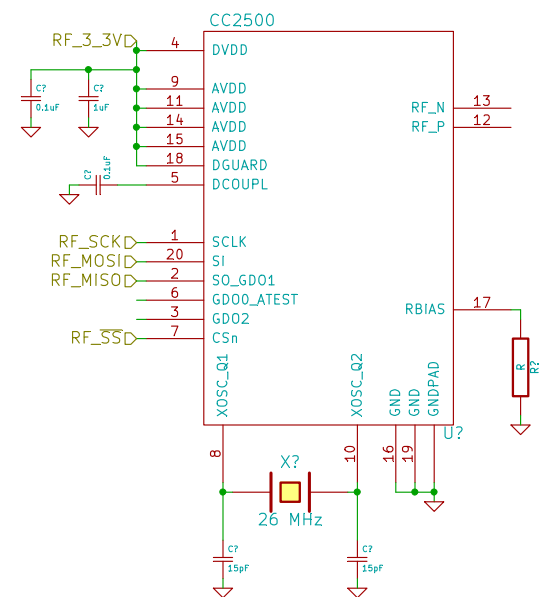 CC2500
RF_3_3V 4 DVDD
C? 0.1uF
C? 1uF
9 AVDD
11 AVDD
14 AVDD
15 AVDD
18 DGUARD
C? 0.1uF
5 DCOUPL
RF_N 13
RF_P 12
RF_SCK 1 SCLK
RF_MOSI 20 SI
RF_MISO 2 SO_GDO1
6 GDO0_ATEST
3 GDO2
RF_SS 7 CSn
RBIAS 17
R R?
XOSC_Q1 8
XOSC_Q2 10
GND 16
GND 19
GNDPAD
U?
X?
26 MHz
C? 15pF
C? 15pF